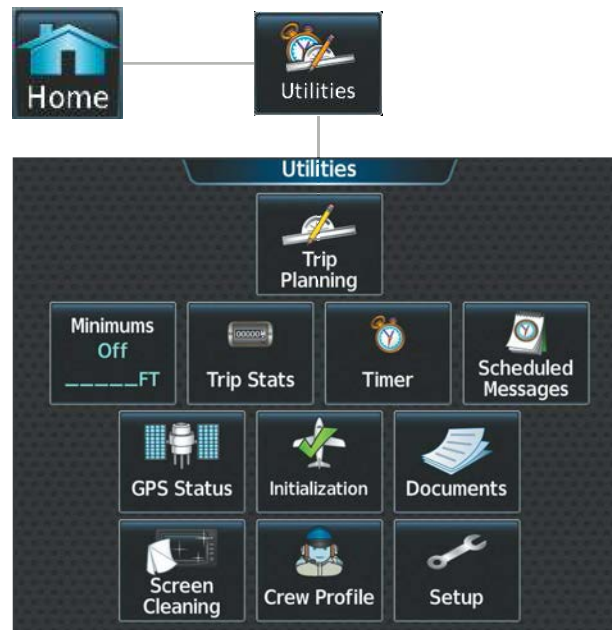 Home
Utilities
Utilities
Trip
Planning
Minimums
Off
_____FT
Trip Stats
Timer
Scheduled
Messages
GPS Status
Initialization
Documents
Screen
Cleaning
Crew Profile
Setup